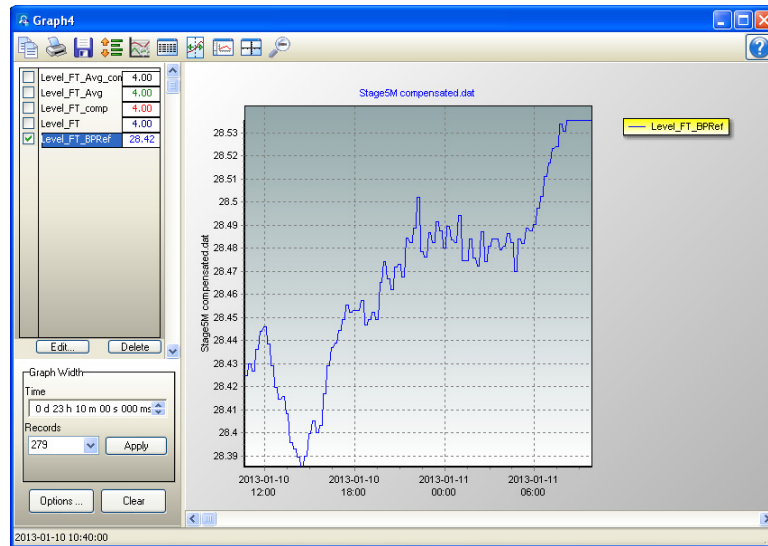 Graph4
Level_FT_Avg_con 4.00
Level_FT_Avg 4.00
Level_FT_comp 4.00
Level_FT 4.00
Level_FT_BPRef 28.42
Edit... Delete
Graph Width
Time
0 d 23 h 10 m 00 s 000 ms
Records
279 Apply
Options ... Clear
Stage5M compensated.dat
Level_FT_BPRef
Stage5M compensated.dat
28.53
28.52
28.51
28.5
28.49
28.48
28.47
28.46
28.45
28.44
28.43
28.42
28.41
28.4
28.39
2013-01-10 2013-01-10 2013-01-11 2013-01-11
12:00 18:00 00:00 06:00
2013-01-10 10:40:00